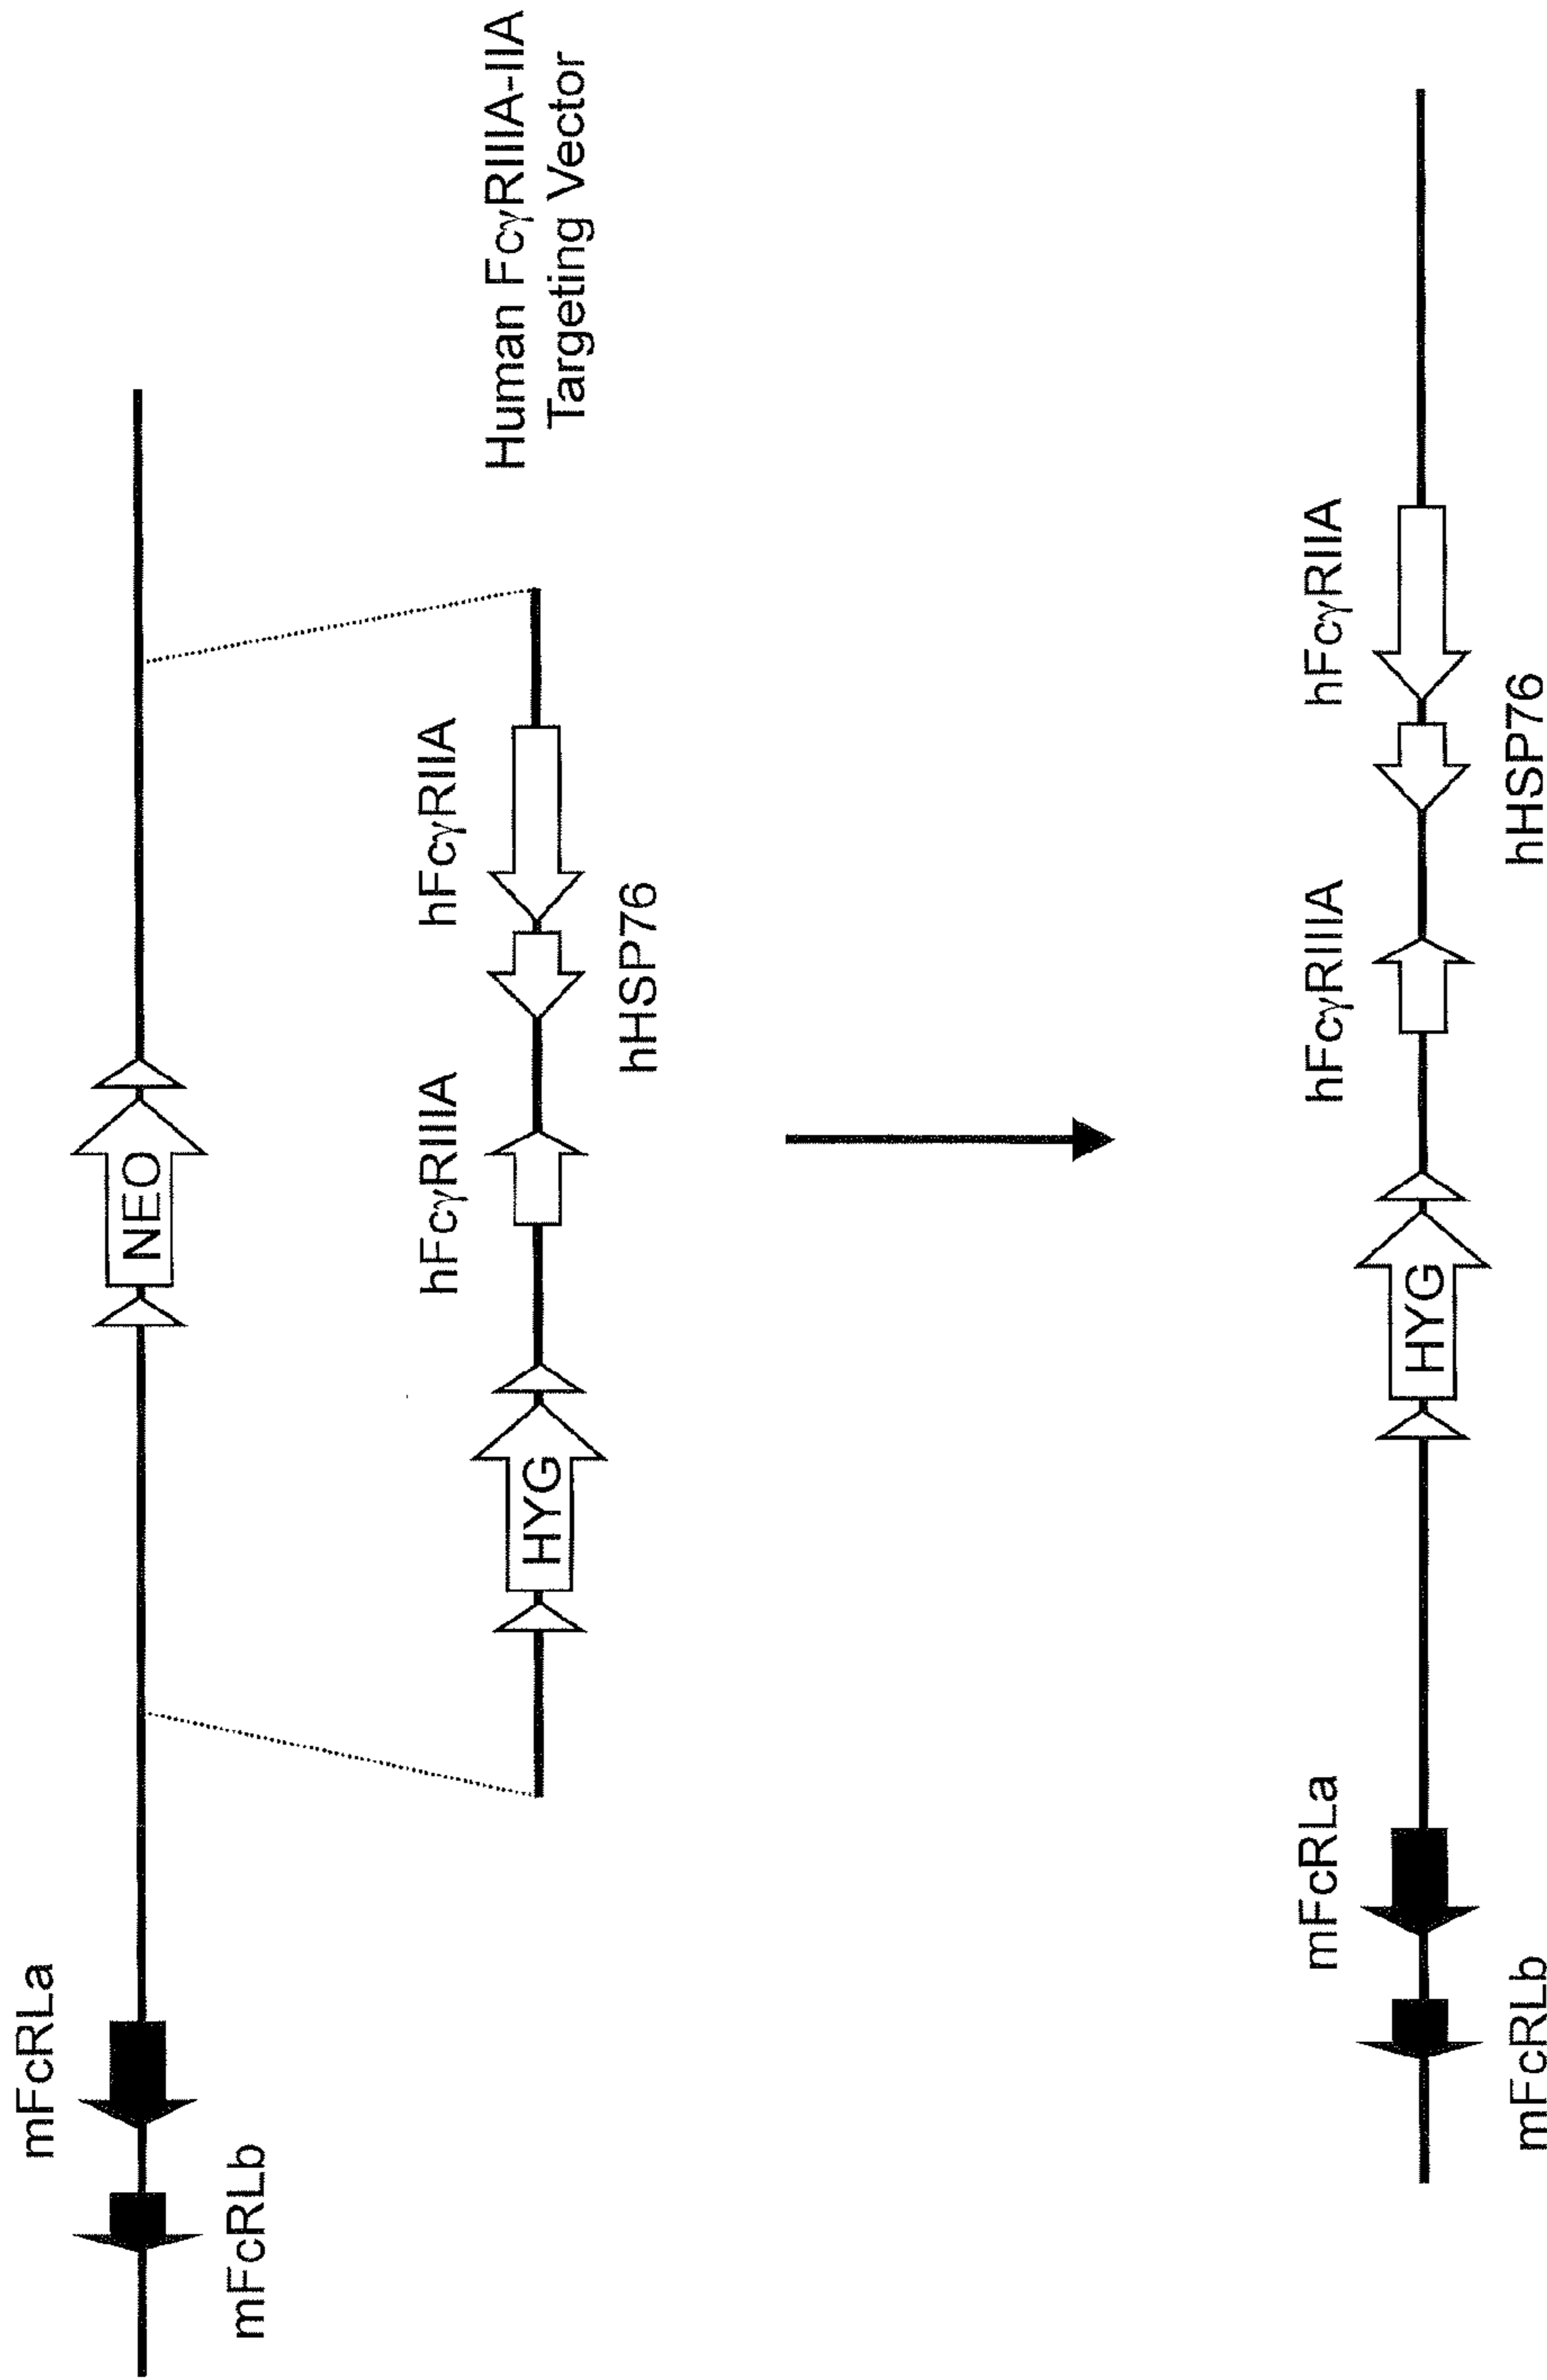 mFcRLa
NEO
mFcRLb
Human FcγRIIIA-IIA
Targeting Vector
hFcγRIIIA
hFcγRIIA
HYG
hHSP76
mFcRLa
hFcγRIIIA
hFcγRIIA
HYG
mFcRLb
hHSP76